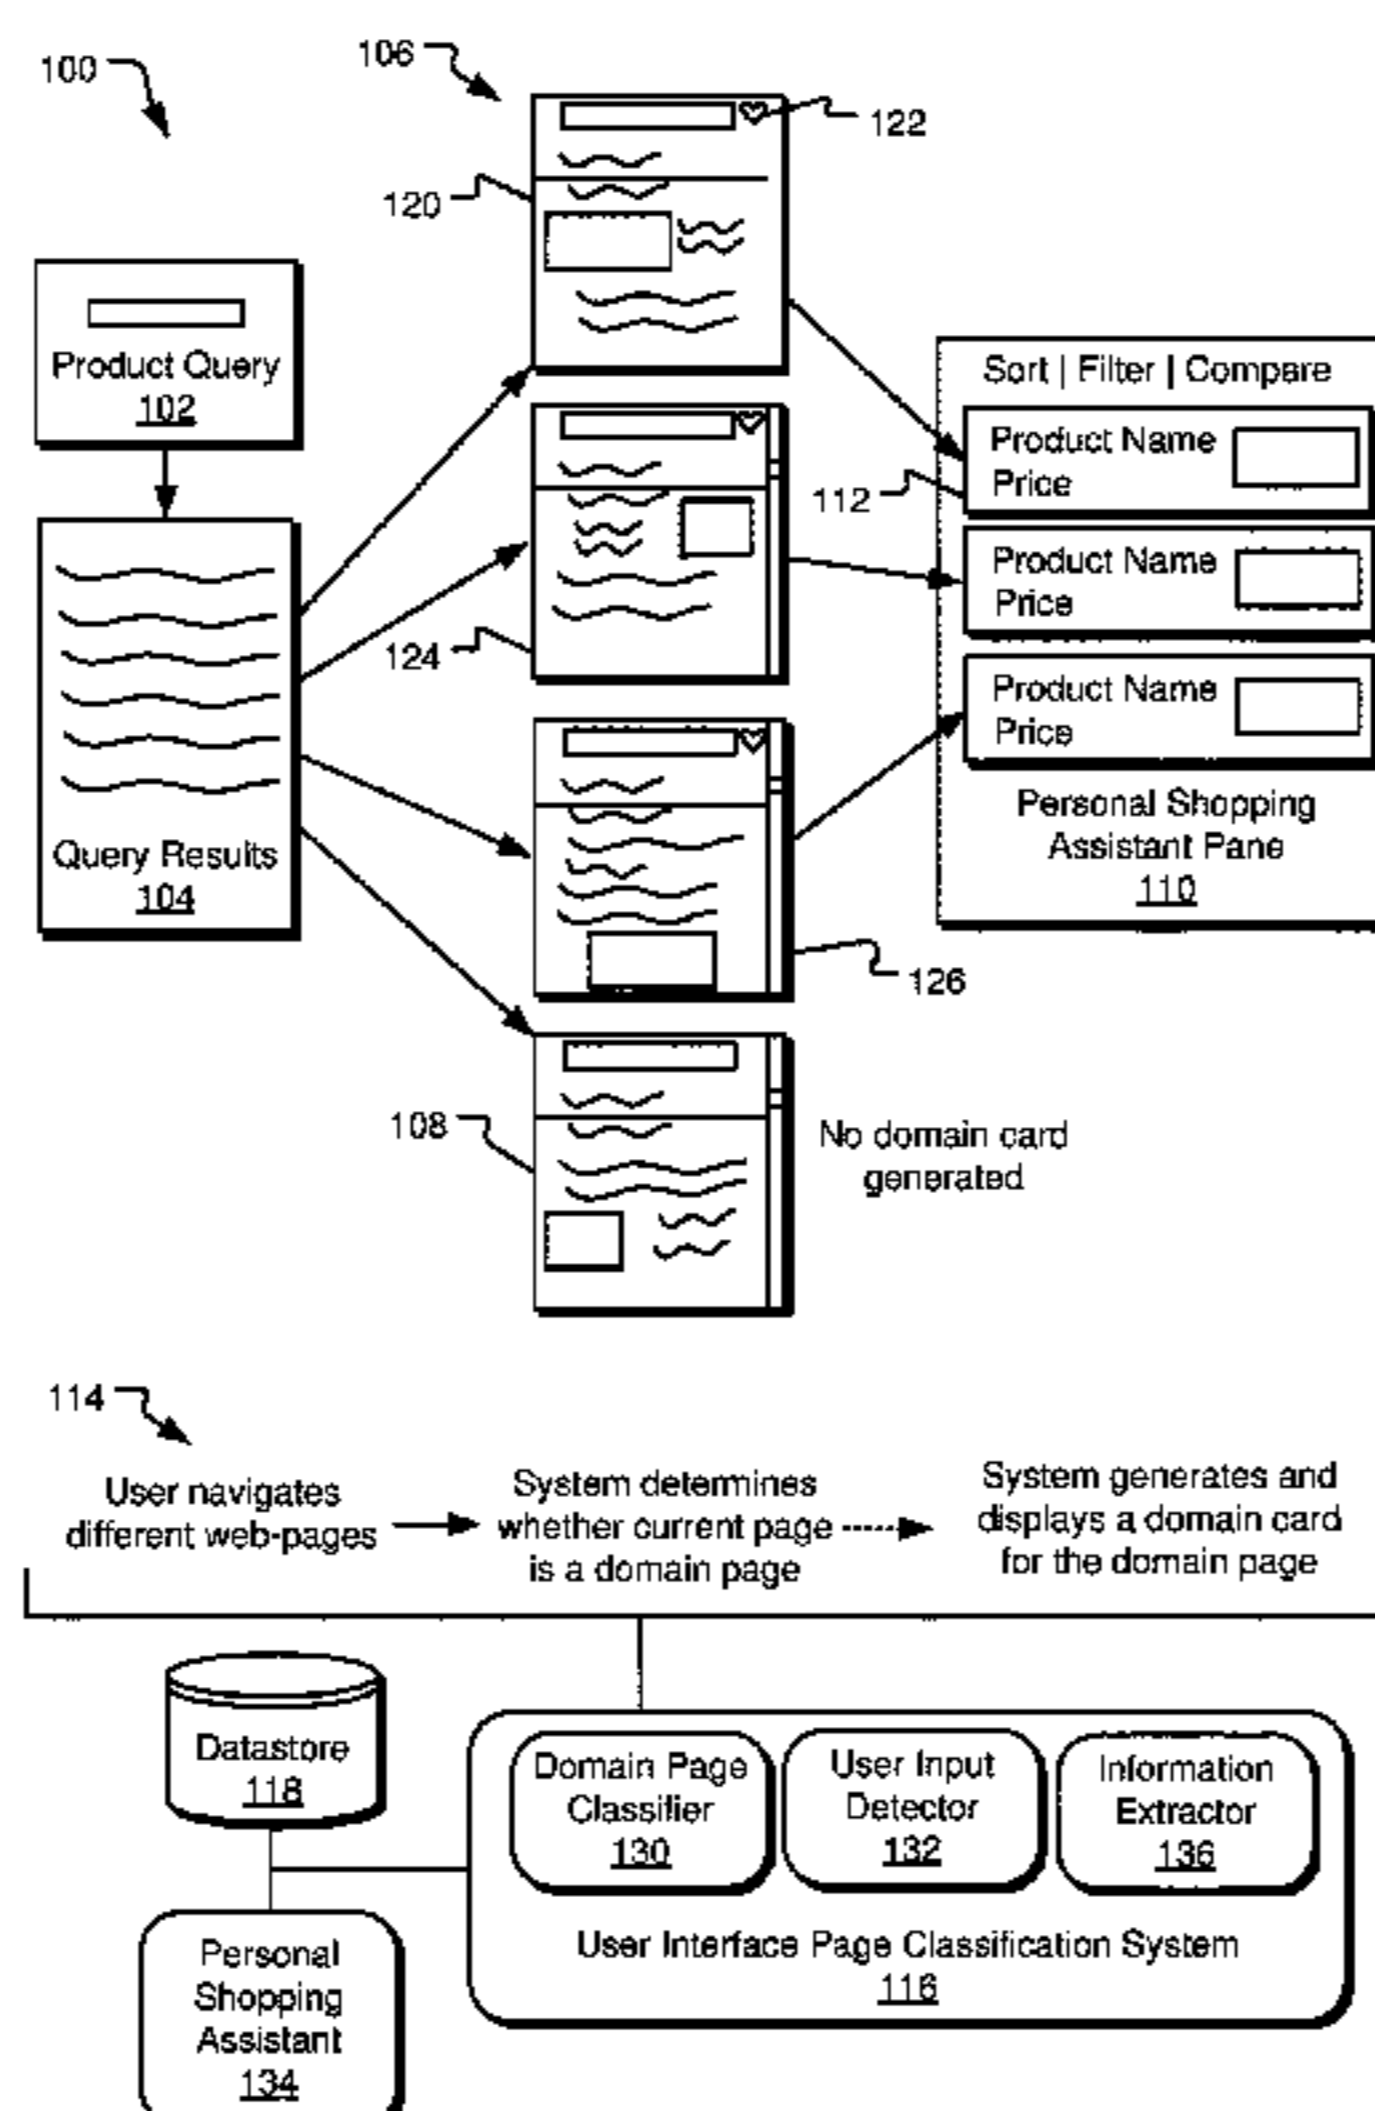 100
106
122
120
Product Query
102
Sort | Filter | Compare
Product Name
Price
112
Product Name
Price
124
Product Name
Price
Personal Shopping
Assistant Pane
110
Query Results
104
126
108
No domain card
generated
114
User navigates
different web-pages
System determines
whether current page
is a domain page
System generates and
displays a domain card
for the domain page
Datastore
118
Domain Page
Classifier
130
User Input
Detector
132
Information
Extractor
136
User Interface Page Classification System
116
Personal
Shopping
Assistant
134